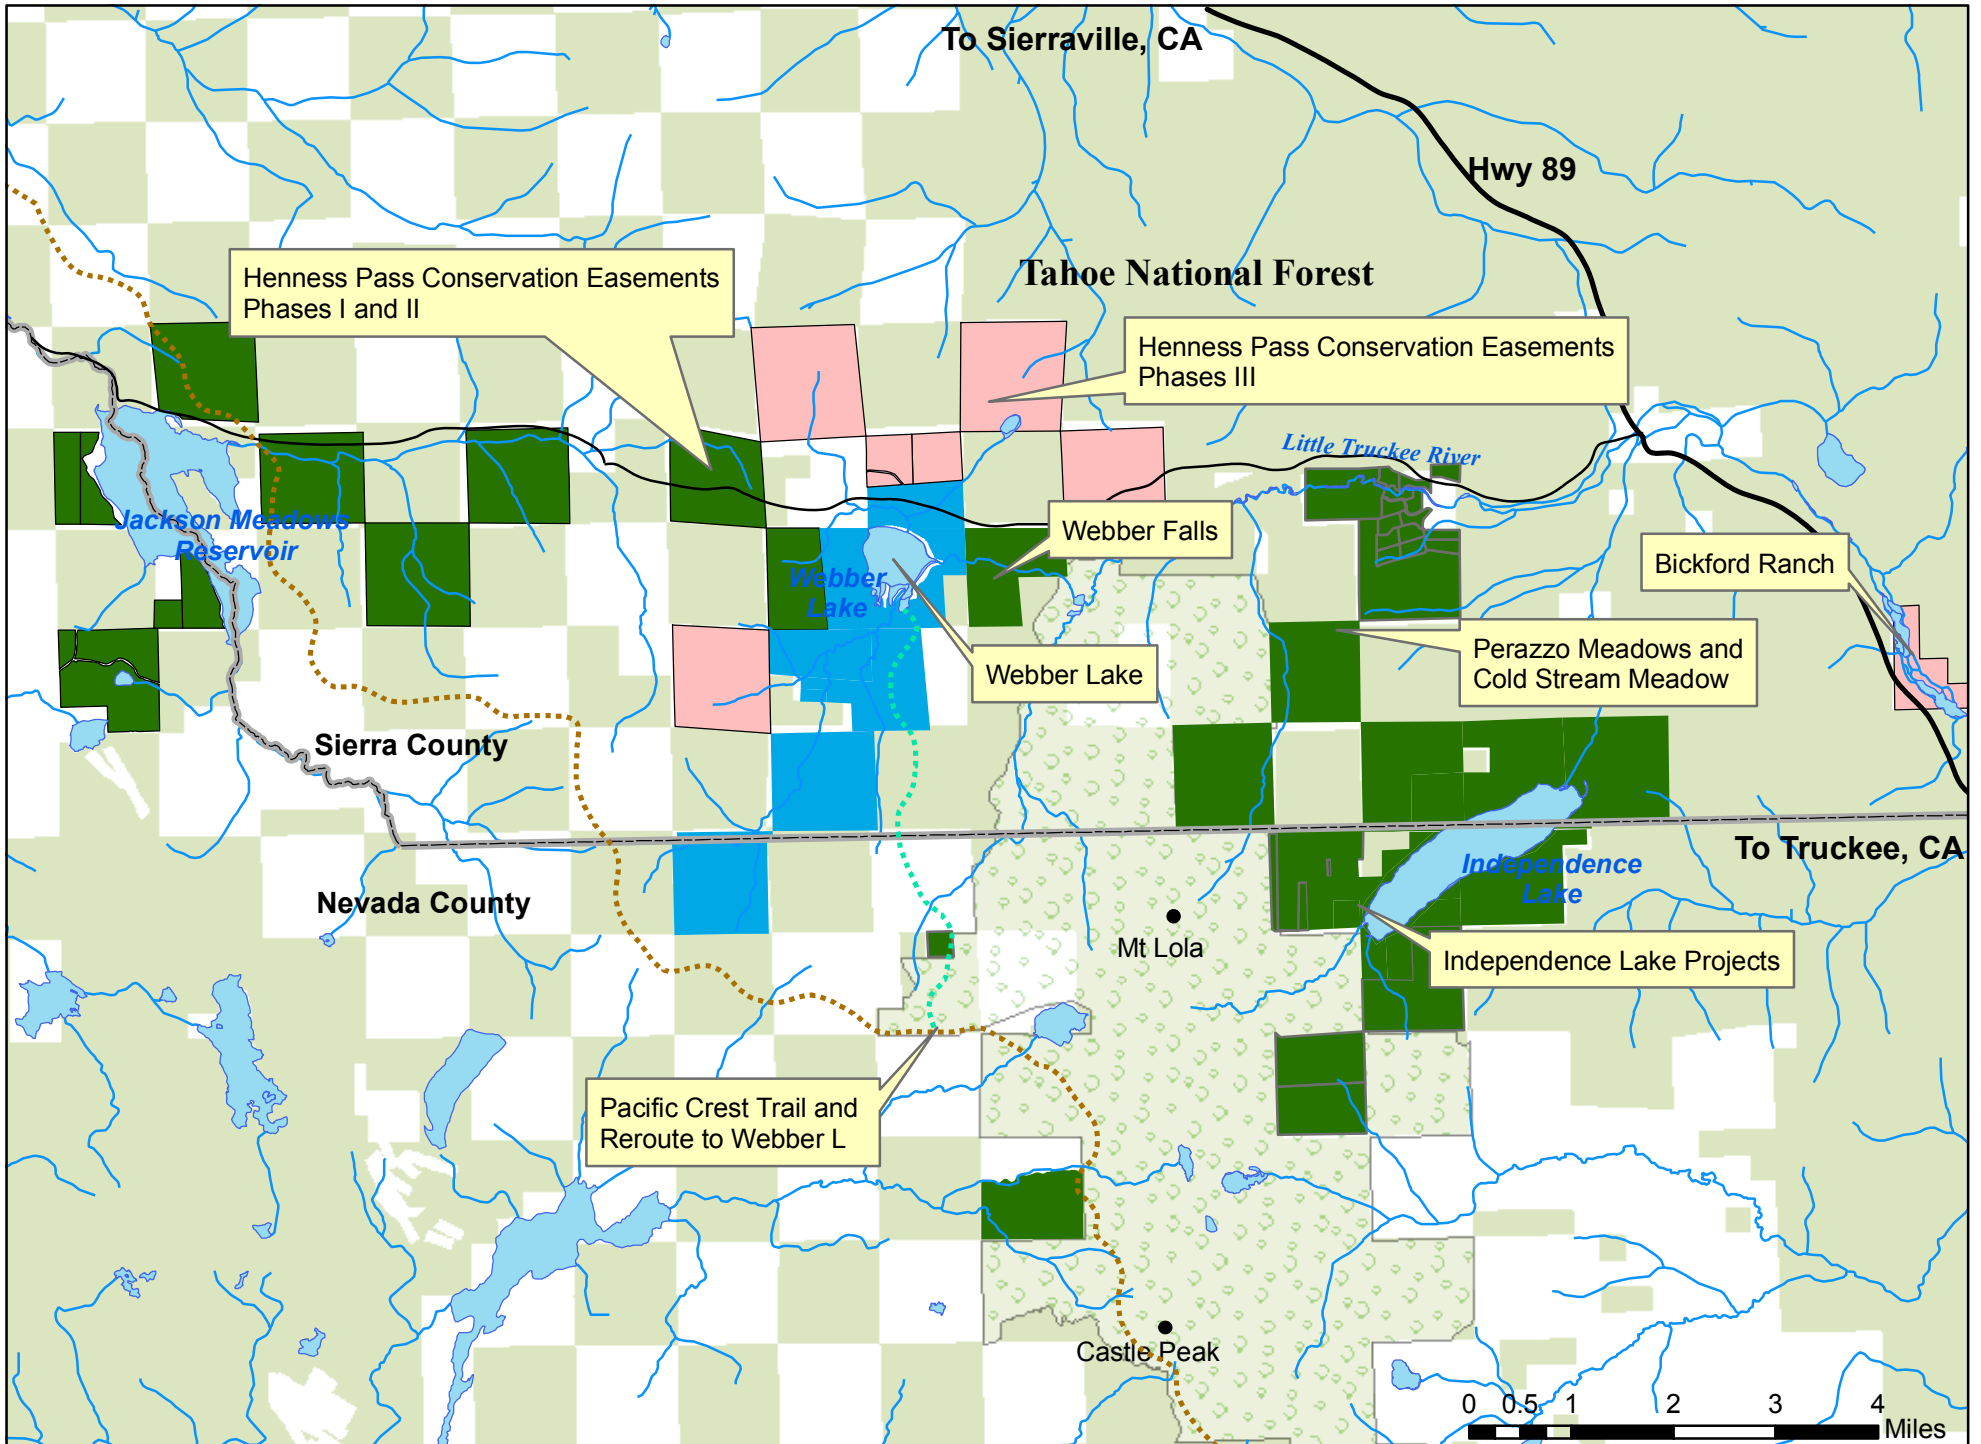 To Sierraville, CA
Hwy 89
Henness Pass Conservation Easements
Phases I and II
Tahoe National Forest
Henness Pass Conservation Easements
Phases III
Little Truckee River
Jackson Meadows
Reservoir
Webber Falls
Bickford Ranch
Webber
Lake
Webber Lake
Perazzo Meadows and
Cold Stream Meadow
Sierra County
To Truckee, CA
Independence
Lake
Nevada County
Mt Lola
Independence Lake Projects
Pacific Crest Trail and
Reroute to Webber L
Castle Peak
0 0.5 1 2 3 4
Miles